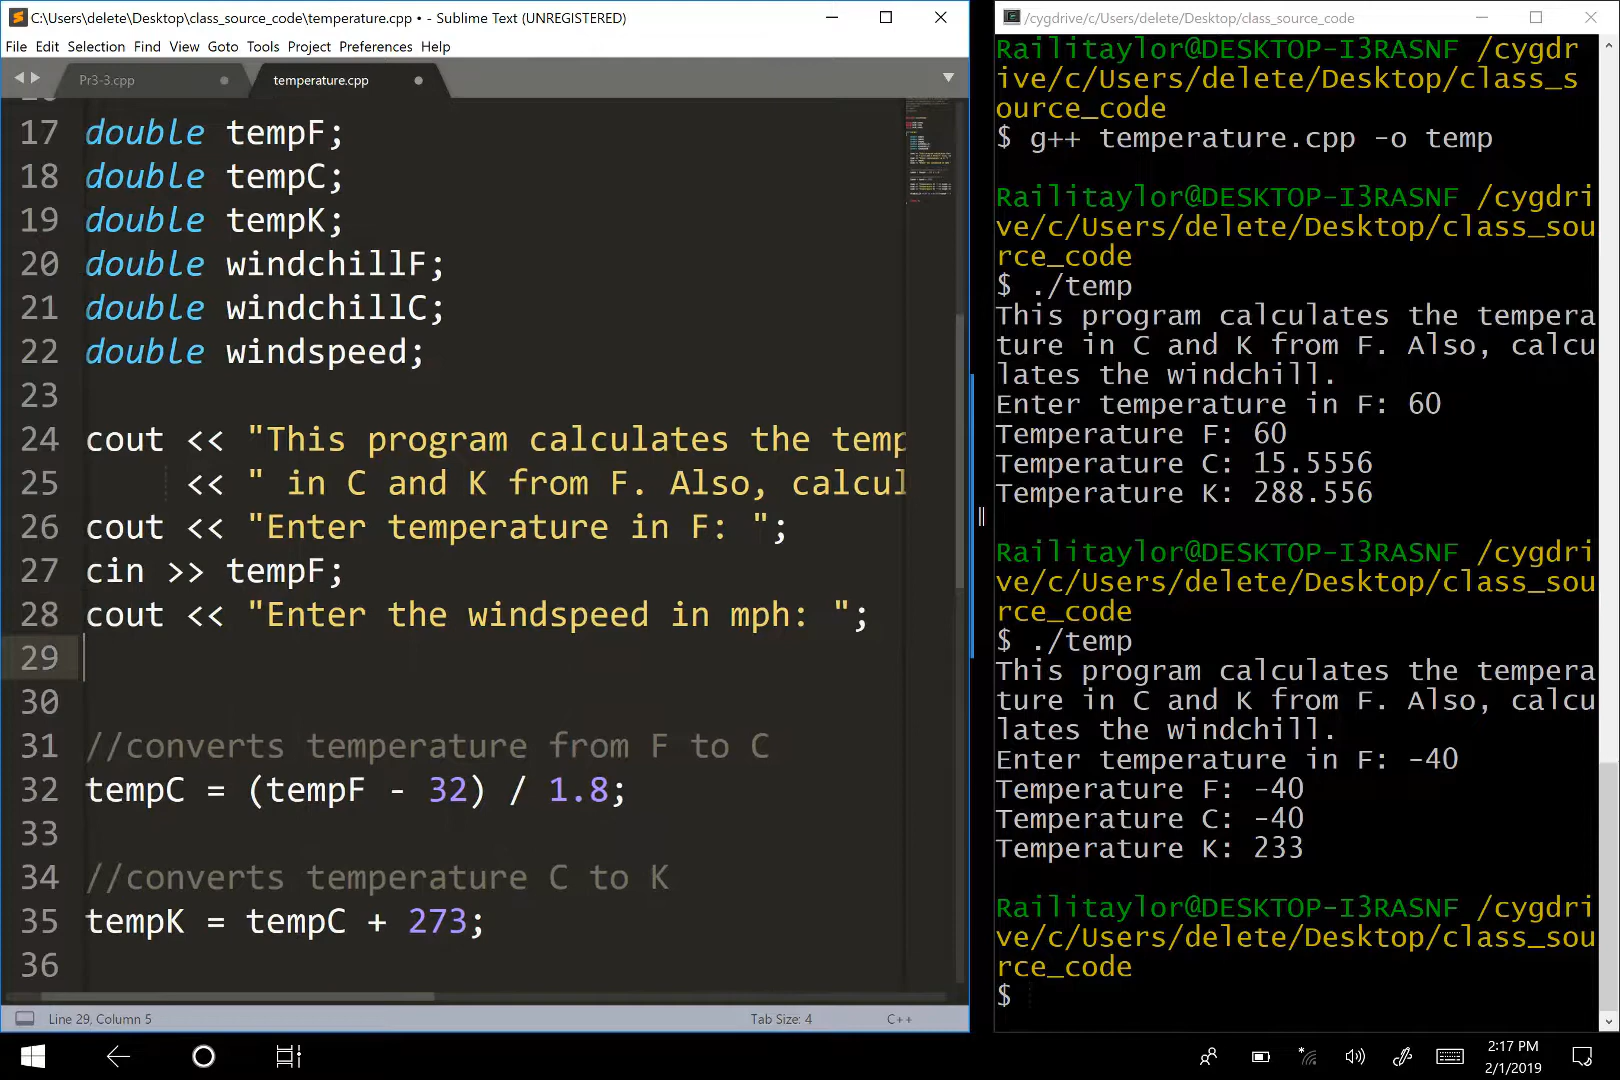 C:\Users\delete\Desktop\class_source_code\temperature.cpp • - Sublime Text (UNREGISTERED)
File Edit Selection Find View Goto Tools Project Preferences Help
Pr3-3.cpp
temperature.cpp
17 double tempF;
18 double tempC;
19 double tempK;
20 double windchillF;
21 double windchillC;
22 double windspeed;
23
24 cout << "This program calculates the temp
25 << " in C and K from F. Also, calcul
26 cout << "Enter temperature in F: ";
27 cin >> tempF;
28 cout << "Enter the windspeed in mph: ";
29
30
31 //converts temperature from F to C
32 tempC = (tempF - 32) / 1.8;
33
34 //converts temperature C to K
35 tempK = tempC + 273;
36
Line 29, Column 5
Tab Size: 4
C++
/cygdrive/c/Users/delete/Desktop/class_source_code
Railitaylor@DESKTOP-I3RASNF /cygdr
ive/c/Users/delete/Desktop/class_s
ource_code
$ g++ temperature.cpp -o temp
Railitaylor@DESKTOP-I3RASNF /cygdri
ve/c/Users/delete/Desktop/class_sou
rce_code
$ ./temp
This program calculates the tempera
ture in C and K from F. Also, calcu
lates the windchill.
Enter temperature in F: 60
Temperature F: 60
Temperature C: 15.5556
Temperature K: 288.556
Railitaylor@DESKTOP-I3RASNF /cygdri
ve/c/Users/delete/Desktop/class_sou
rce_code
$ ./temp
This program calculates the tempera
ture in C and K from F. Also, calcu
lates the windchill.
Enter temperature in F: -40
Temperature F: -40
Temperature C: -40
Temperature K: 233
Railitaylor@DESKTOP-I3RASNF /cygdri
ve/c/Users/delete/Desktop/class_sou
rce_code
$
2:17 PM
2/1/2019